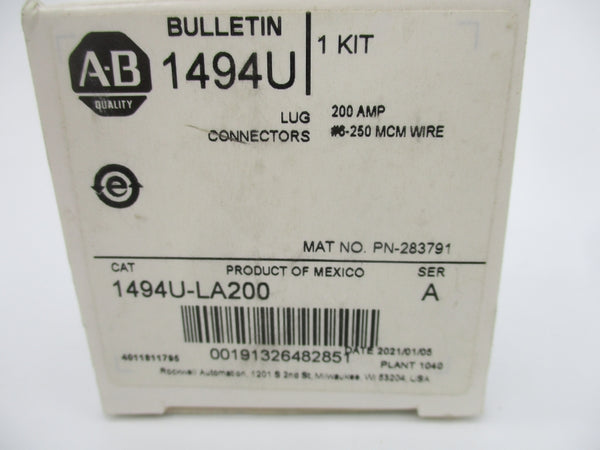 BULLETIN
A-B
QUALITY
1494U
1 KIT
LUG CONNECTORS
200 AMP
#6-250 MCM WIRE
e
MAT NO. PN-283791
CAT
PRODUCT OF MEXICO
SER
1494U-LA200
A
4011811795
00191326482851
DATE 2021/01/05
PLANT 1040
Rockwell Automation, 1201 S 2nd St, Milwaukee, WI 53204, USA